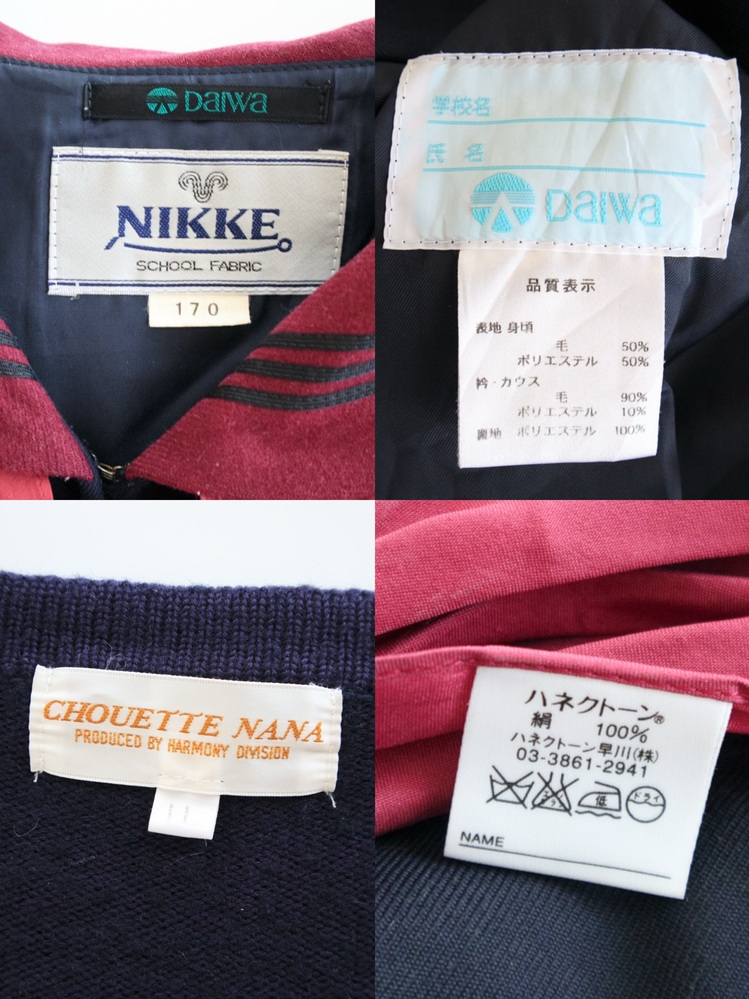 DAIWA
NIKKE
SCHOOL FABRIC
170
学校名
氏名
DAIWA
品質表示
表地 身頃
毛 50%
ポリエステル 50%
衿・カウス
毛 90%
ポリエステル 10%
裏地 ポリエステル 100%
CHOUETTE NANA
PRODUCED BY HARMONY DIVISION
ハネクトーン®
絹 100%
ハネクトーン早川(株)
03-3861-2941
低 ドライ
NAME